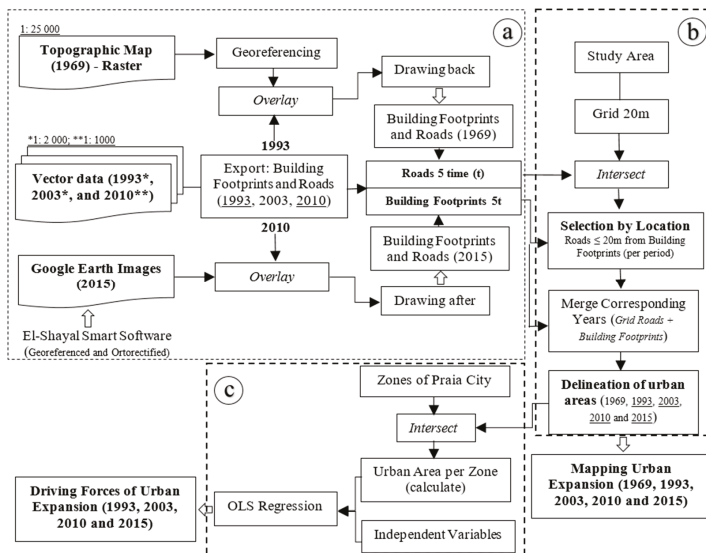 1: 25 000
a
Topographic Map
(1969) - Raster
Georeferencing
Overlay
Drawing back
Building Footprints
and Roads (1969)
*1: 2 000; **1: 1000
Vector data (1993*,
2003*, and 2010**)
1993
Export: Building
Footprints and Roads
(1993, 2003, 2010)
2010
Roads 5 time (t)
Building Footprints 5t
Building Footprints
and Roads (2015)
Google Earth Images
(2015)
Overlay
Drawing after
El-Shayal Smart Software
(Georeferenced and Ortorectified)
b
Study Area
Grid 20m
Intersect
Selection by Location
Roads ≤ 20m from Building
Footprints (per period)
Merge Corresponding
Years (Grid Roads +
Building Footprints)
Delineation of urban
areas (1969, 1993, 2003,
2010 and 2015)
Mapping Urban
Expansion (1969, 1993,
2003, 2010 and 2015)
c
Zones of Praia City
Intersect
Urban Area per Zone
(calculate)
Independent Variables
OLS Regression
Driving Forces of Urban
Expansion (1993, 2003,
2010 and 2015)